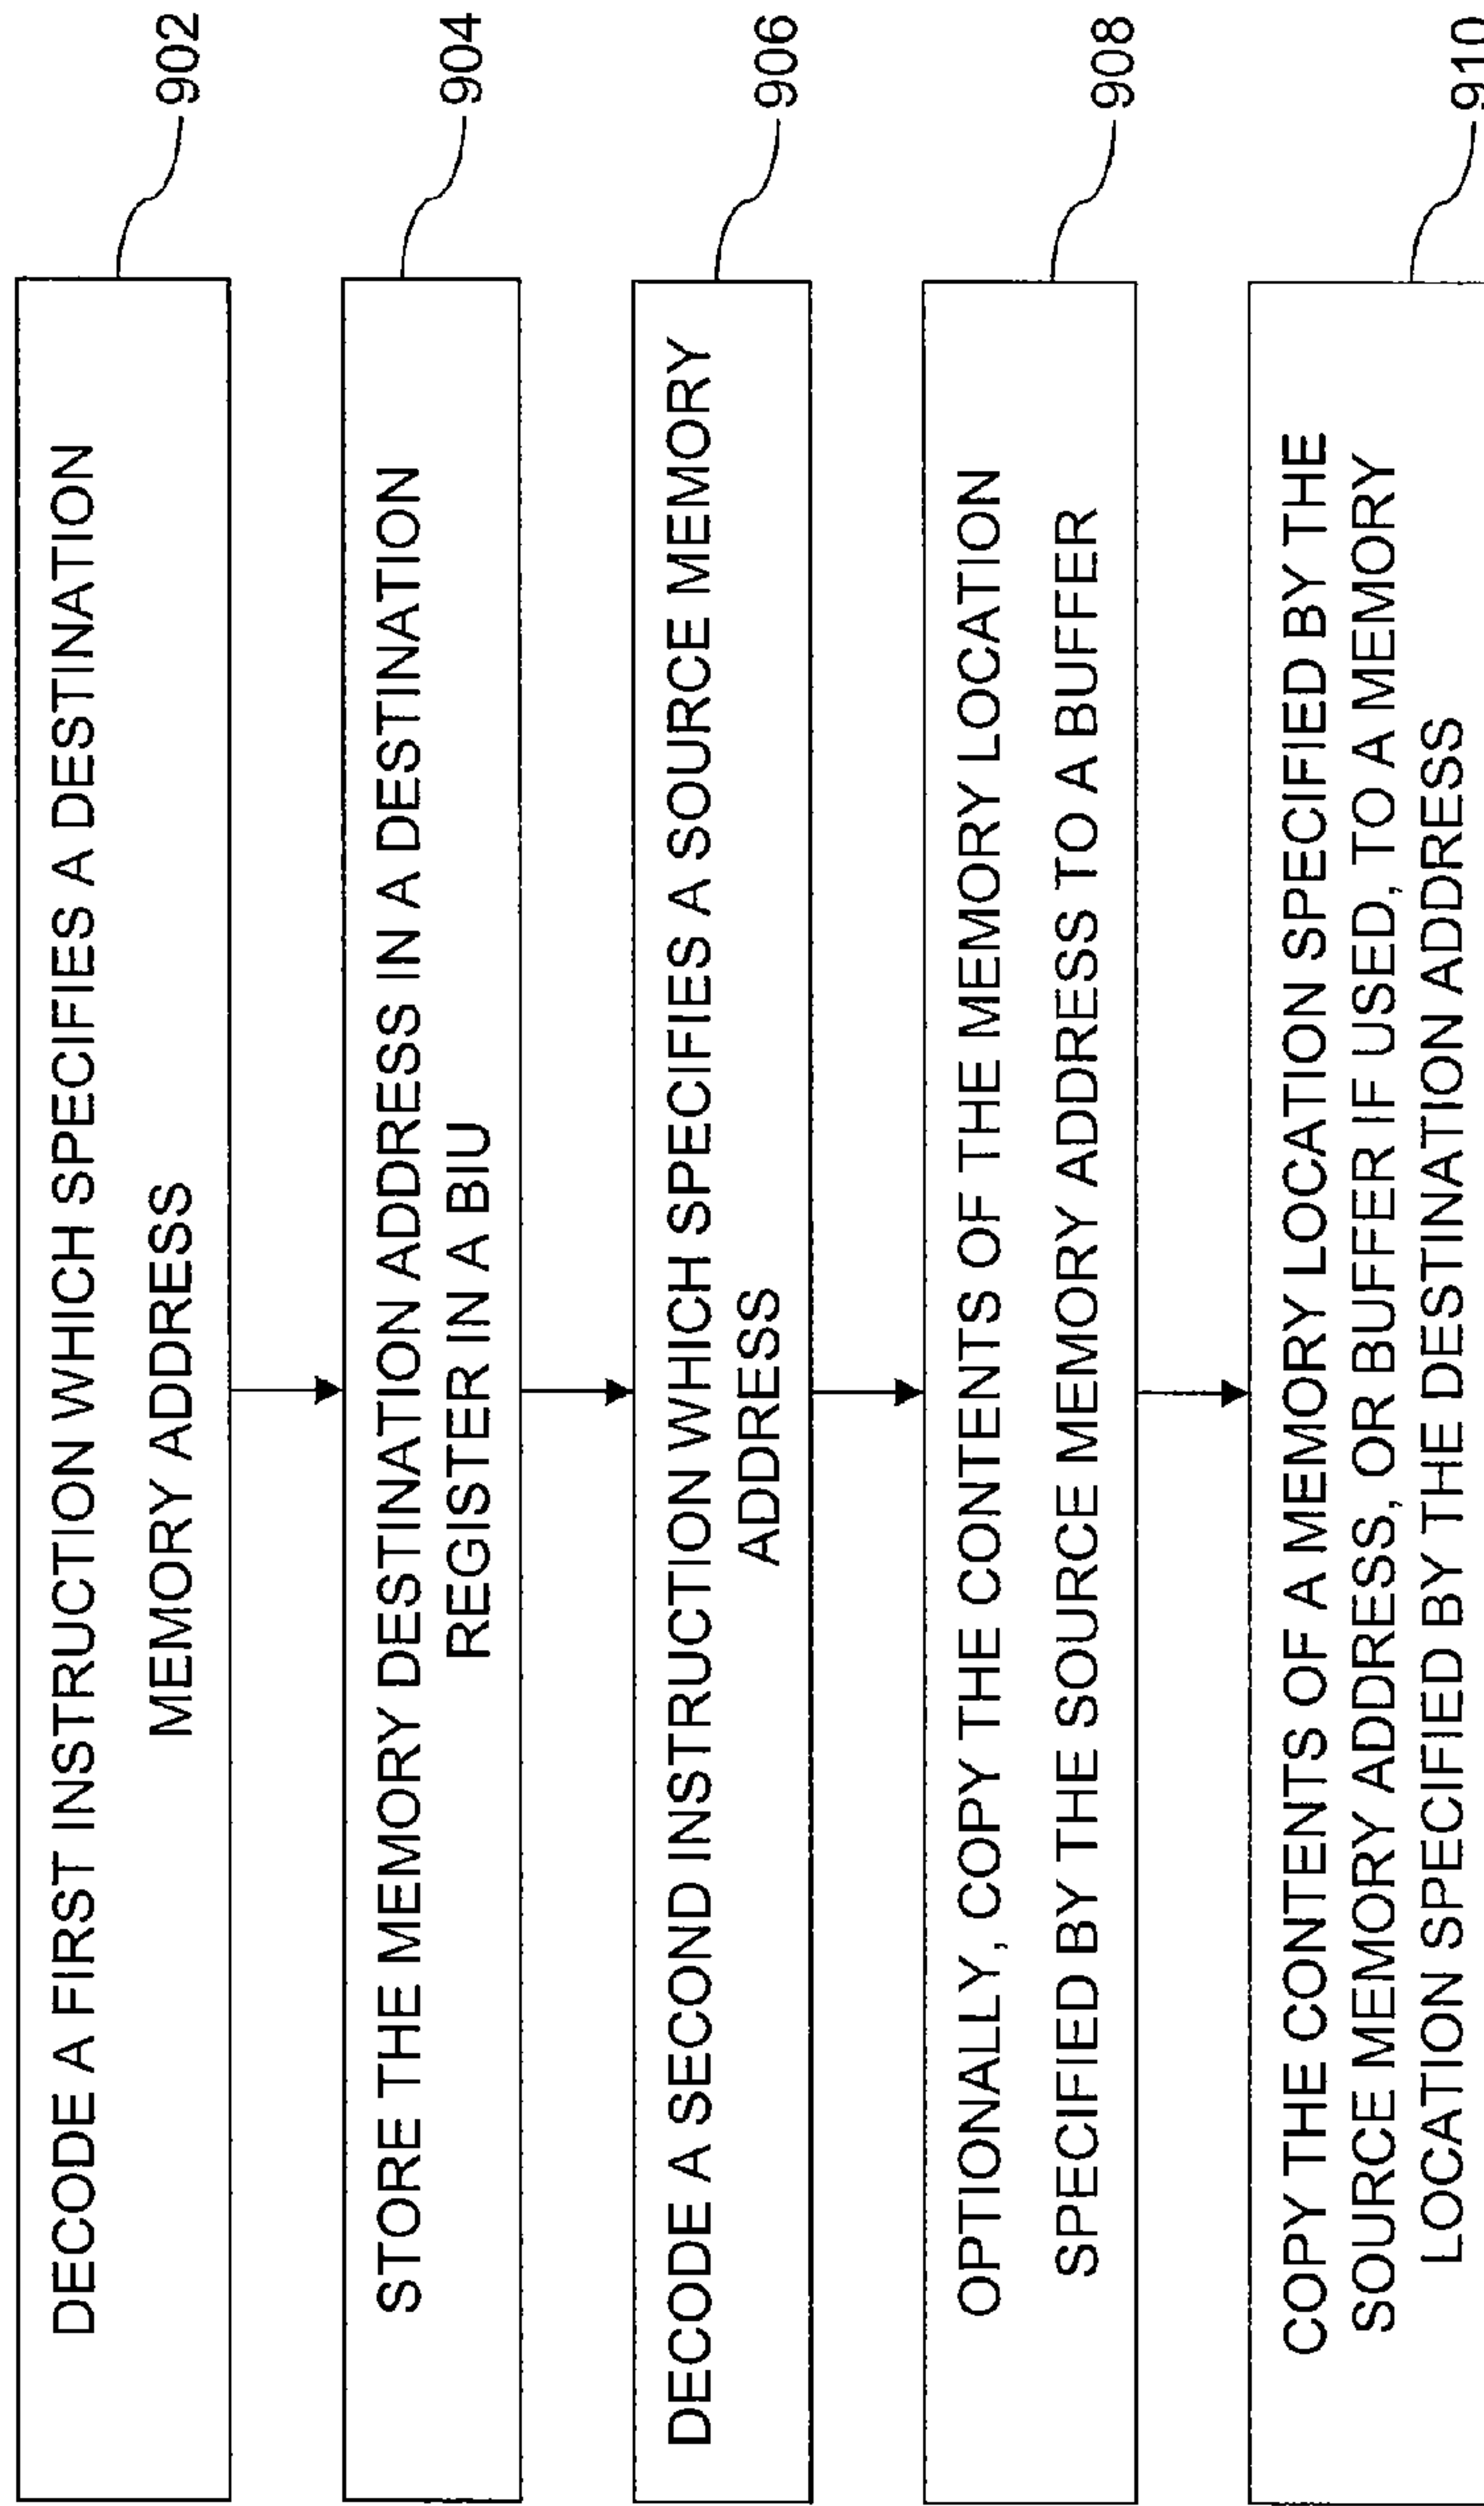 DECODE A FIRST INSTRUCTION WHICH SPECIFIES A DESTINATION
MEMORY ADDRESS
902
STORE THE MEMORY DESTINATION ADDRESS IN A DESTINATION
REGISTER IN A BIU
904
DECODE A SECOND INSTRUCTION WHICH SPECIFIES A SOURCE MEMORY
ADDRESS
906
OPTIONALLY, COPY THE CONTENTS OF THE MEMORY LOCATION
SPECIFIED BY THE SOURCE MEMORY ADDRESS TO A BUFFER
908
COPY THE CONTENTS OF A MEMORY LOCATION SPECIFIED BY THE
SOURCE MEMORY ADDRESS, OR BUFFER IF USED, TO A MEMORY
LOCATION SPECIFIED BY THE DESTINATION ADDRESS
910